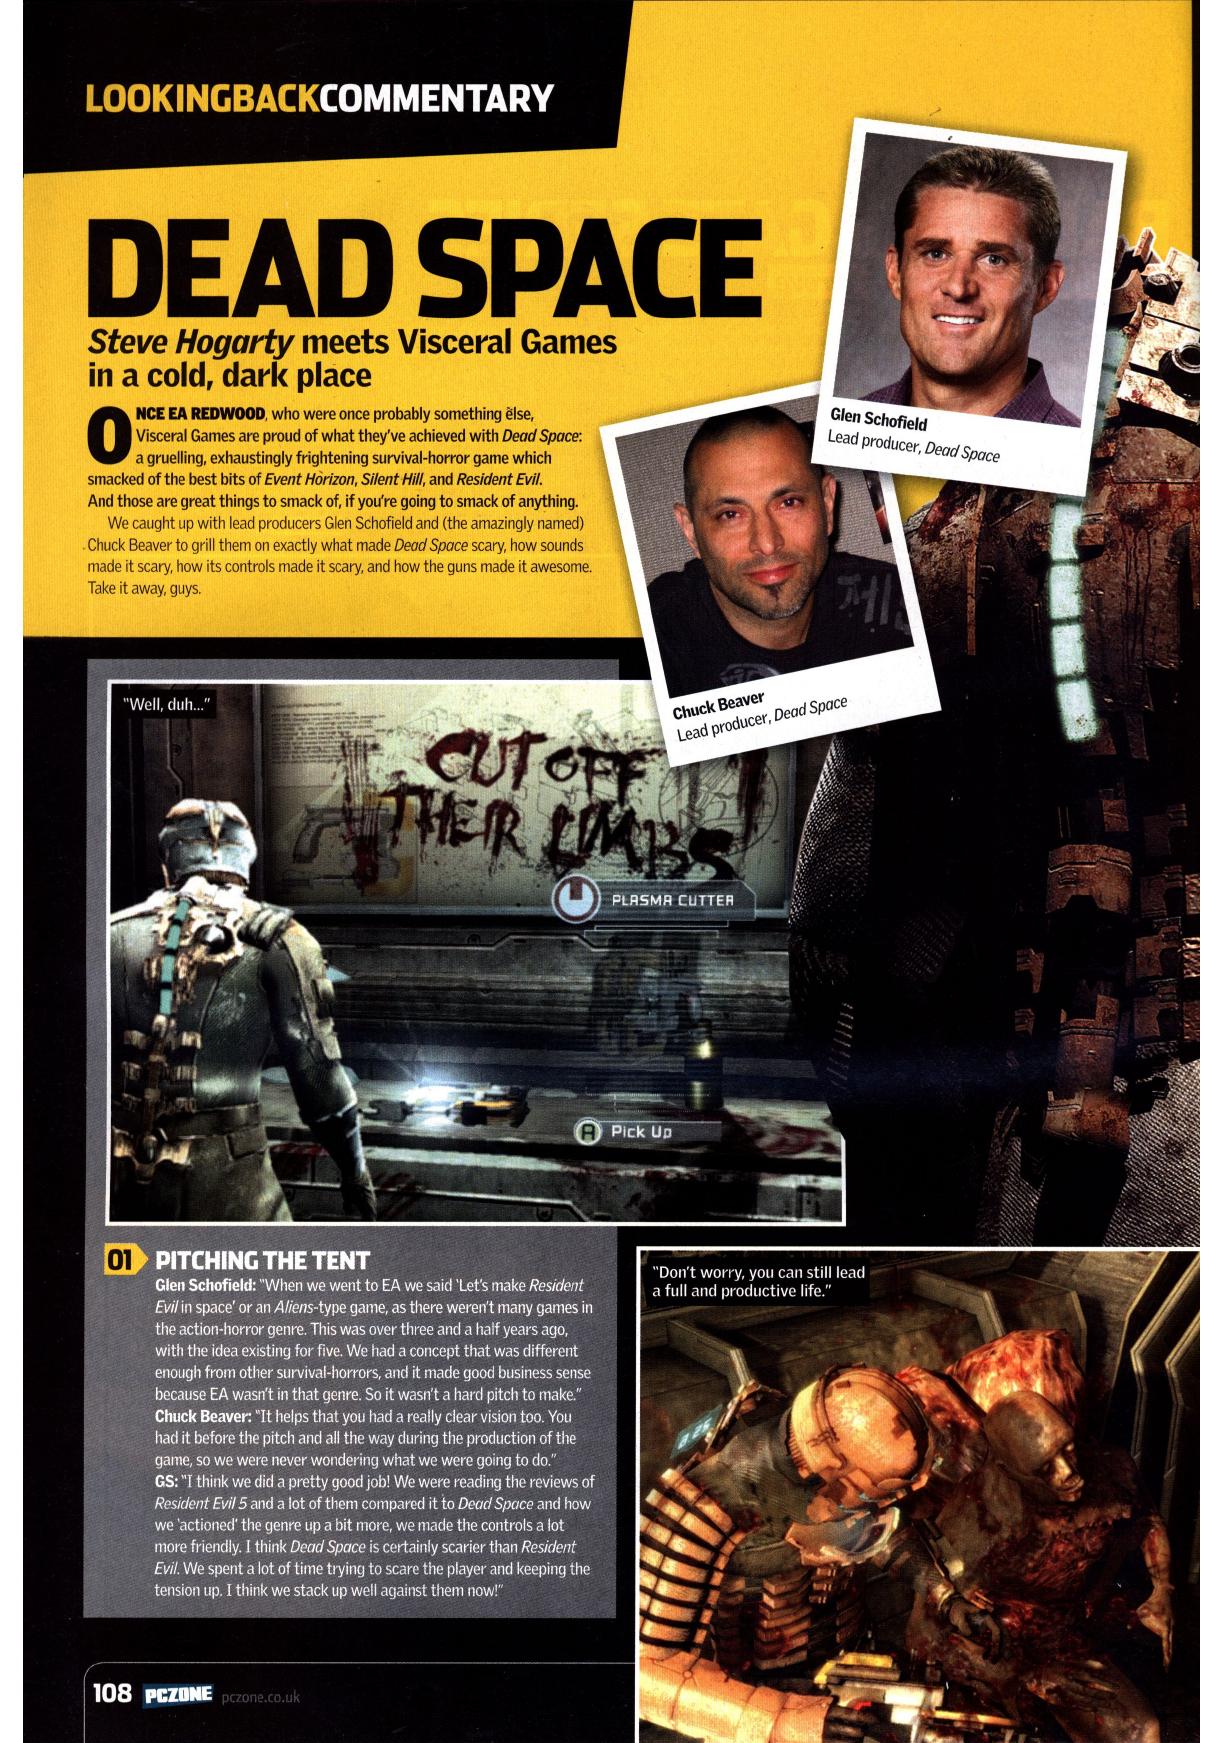 LOOKINGBACKCOMMENTARY
DEAD SPACE
Steve Hogarty meets Visceral Games
in a cold, dark place
ONCE EA REDWOOD, who were once probably something else,
Visceral Games are proud of what they've achieved with Dead Space:
a gruelling, exhaustingly frightening survival-horror game which
smacked of the best bits of Event Horizon, Silent Hill, and Resident Evil.
And those are great things to smack of, if you're going to smack of anything.
We caught up with lead producers Glen Schofield and (the amazingly named)
Chuck Beaver to grill them on exactly what made Dead Space scary, how sounds
made it scary, how its controls made it scary, and how the guns made it awesome.
Take it away, guys.
Glen Schofield
Lead producer, Dead Space
Chuck Beaver
Lead producer, Dead Space
"Well, duh..."
CUT OFF
THEIR LIMBS
PLASMA CUTTER
A Pick Up
01 PITCHING THE TENT
Glen Schofield: "When we went to EA we said 'Let's make Resident
Evil in space' or an Aliens-type game, as there weren't many games in
the action-horror genre. This was over three and a half years ago,
with the idea existing for five. We had a concept that was different
enough from other survival-horrors, and it made good business sense
because EA wasn't in that genre. So it wasn't a hard pitch to make."
Chuck Beaver: "It helps that you had a really clear vision too. You
had it before the pitch and all the way during the production of the
game, so we were never wondering what we were going to do."
GS: "I think we did a pretty good job! We were reading the reviews of
Resident Evil 5 and a lot of them compared it to Dead Space and how
we 'actioned' the genre up a bit more, we made the controls a lot
more friendly. I think Dead Space is certainly scarier than Resident
Evil. We spent a lot of time trying to scare the player and keeping the
tension up. I think we stack up well against them now!"
"Don't worry, you can still lead
a full and productive life."
108 PCZONE pczone.co.uk